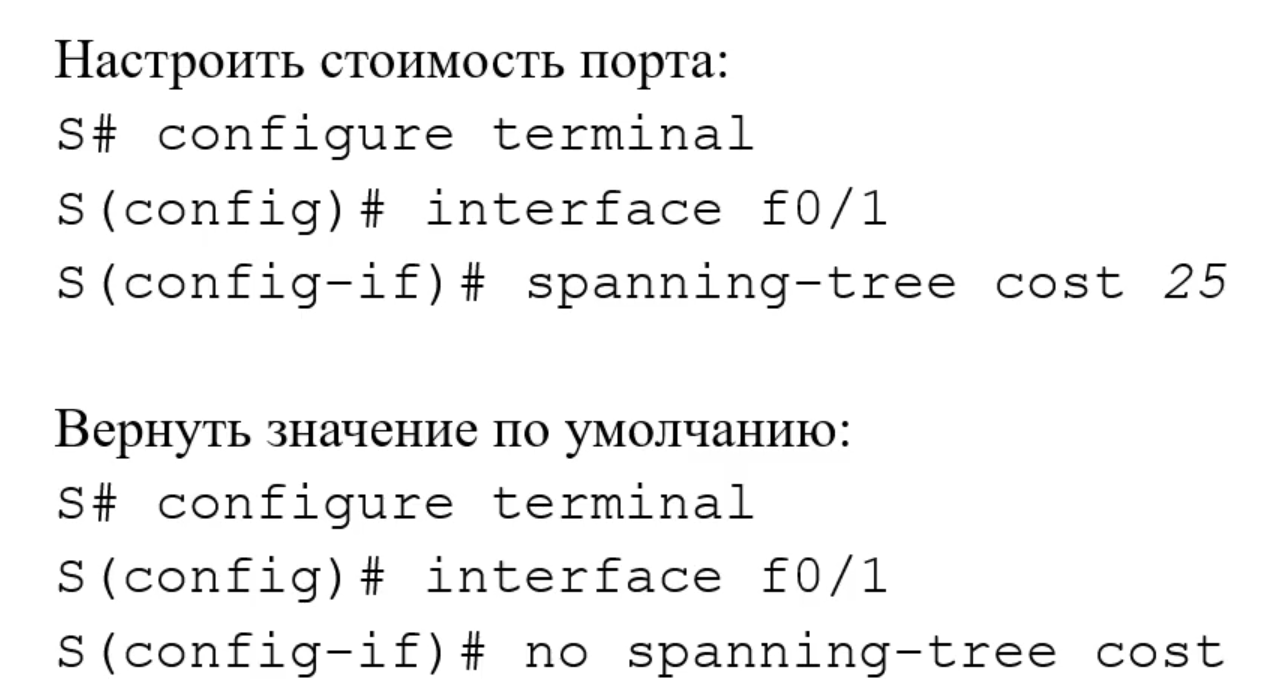 Настроить стоимость порта:
S# configure terminal
S(config)# interface f0/1
S(config-if)# spanning-tree cost 25
Вернуть значение по умолчанию:
S# configure terminal
S(config)# interface f0/1
S(config-if)# no spanning-tree cost